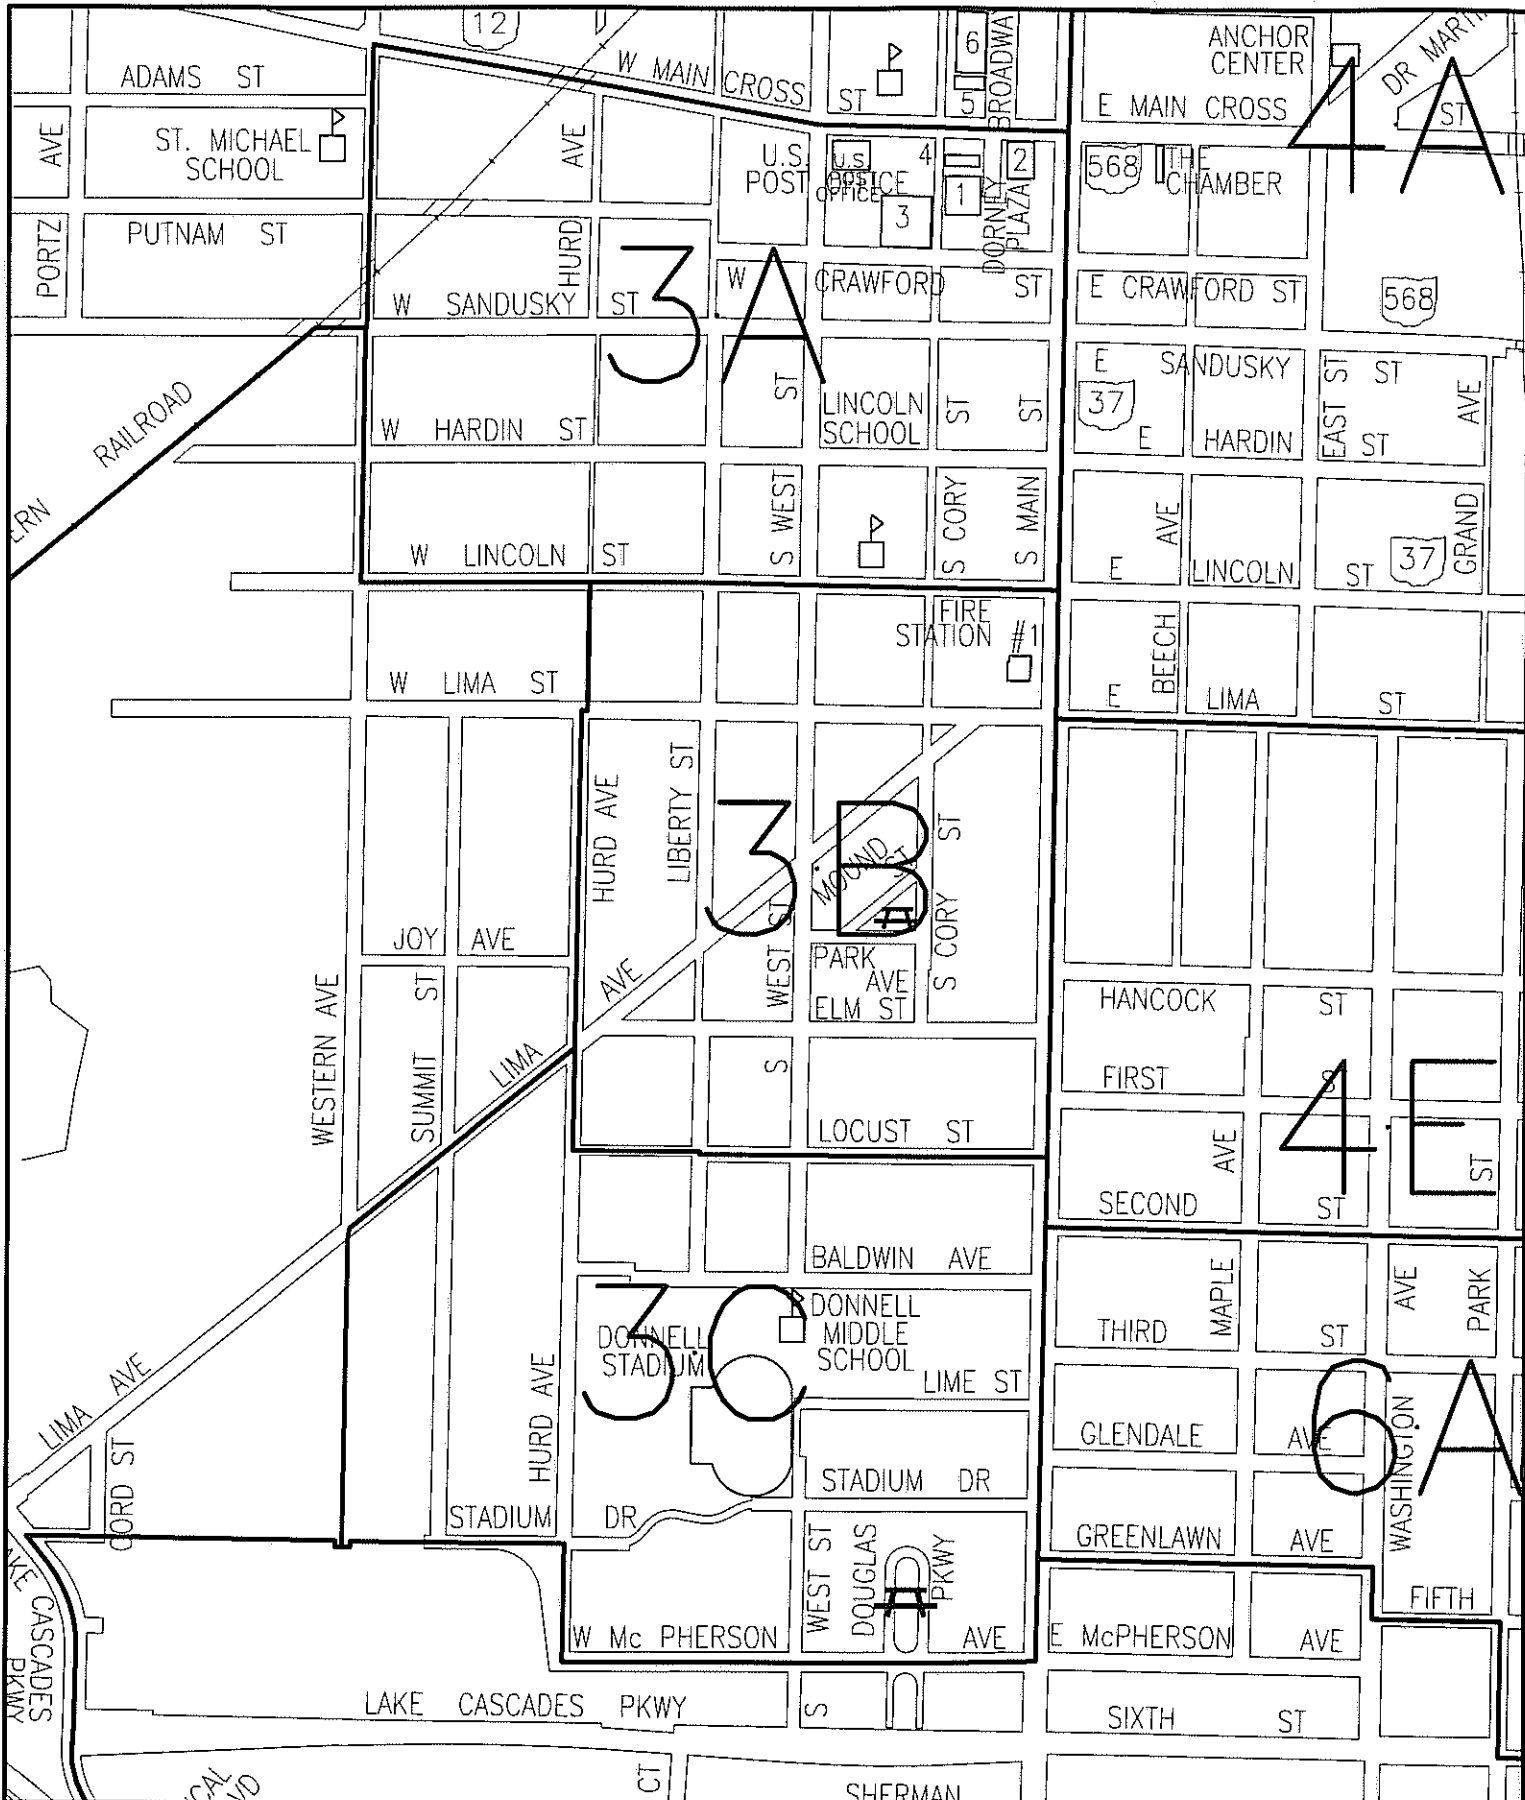 12
ADAMS ST
W MAIN CROSS ST
6
5
BROADWAY
ANCHOR
CENTER
E MAIN CROSS ST
4A
PORTZ AVE
ST. MICHAEL
SCHOOL
HURD AVE
U.S.
POST OFFICE
U.S.
POST
OFFICE
4
3
1
2
DORNEY
PLAZA
568
THE
CHAMBER
PUTNAM ST
3A
W CRAWFORD ST
E CRAWFORD ST
568
W SANDUSKY ST
E SANDUSKY ST
37
RAILROAD
W HARDIN ST
LINCOLN
SCHOOL
E HARDIN ST
EAST ST
GRAND AVE
S WEST ST
S CORY ST
S MAIN ST
W LINCOLN ST
E LINCOLN ST
37
BEECH AVE
FIRE
STATION #1
W LIMA ST
E LIMA ST
HURD AVE
LIBERTY ST
3B
MOUND ST
S CORY ST
JOY AVE
PARK
AVE
ELM ST
S WEST ST
WESTERN AVE
SUMMIT ST
LIMA AVE
HANCOCK ST
FIRST S
4E
LOCUST ST
SECOND ST
ST
MAPLE AVE
BALDWIN AVE
3C
DONNELL
STADIUM
DONNELL
MIDDLE
SCHOOL
THIRD ST
AVE
PARK
LIME ST
HURD AVE
LIMA AVE
GLENDALE AVE
6A
WASHINGTON
STADIUM DR
STADIUM DR
GREENLAWN AVE
WEST ST
DOUGLAS PKWY
FIFTH
W Mc PHERSON AVE
E McPHERSON AVE
CASCADES
PKWY
LAKE CASCADES PKWY
S
SIXTH ST
CT
SHERMAN